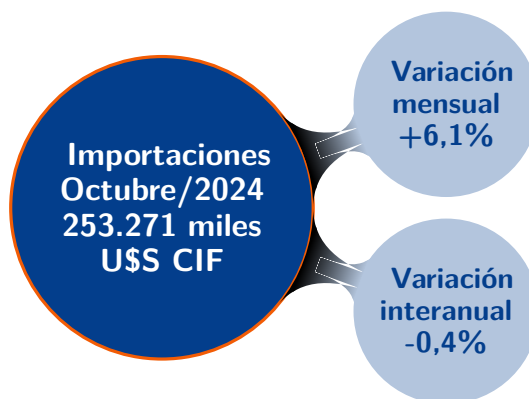 Importaciones
Octubre/2024
253.271 miles
U$S CIF
Variación
mensual
+6,1%
Variación
interanual
-0,4%